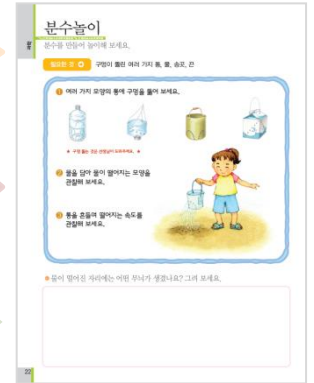 분수놀이
분수를 만들어 놀이해 보세요.
필요한 것 구멍이 뚫린 여러 가지 통, 물, 송곳, 끈
1 여러 가지 모양의 통에 구멍을 뚫어 보세요.
★ 구멍 뚫는 것은 선생님이 도와주세요. ★
2 물을 담아 물이 떨어지는 모양을
관찰해 보세요.
3 통을 흔들며 떨어지는 속도를
관찰해 보세요.
물이 떨어진 자리에는 어떤 무늬가 생겼나요? 그려 보세요.
22